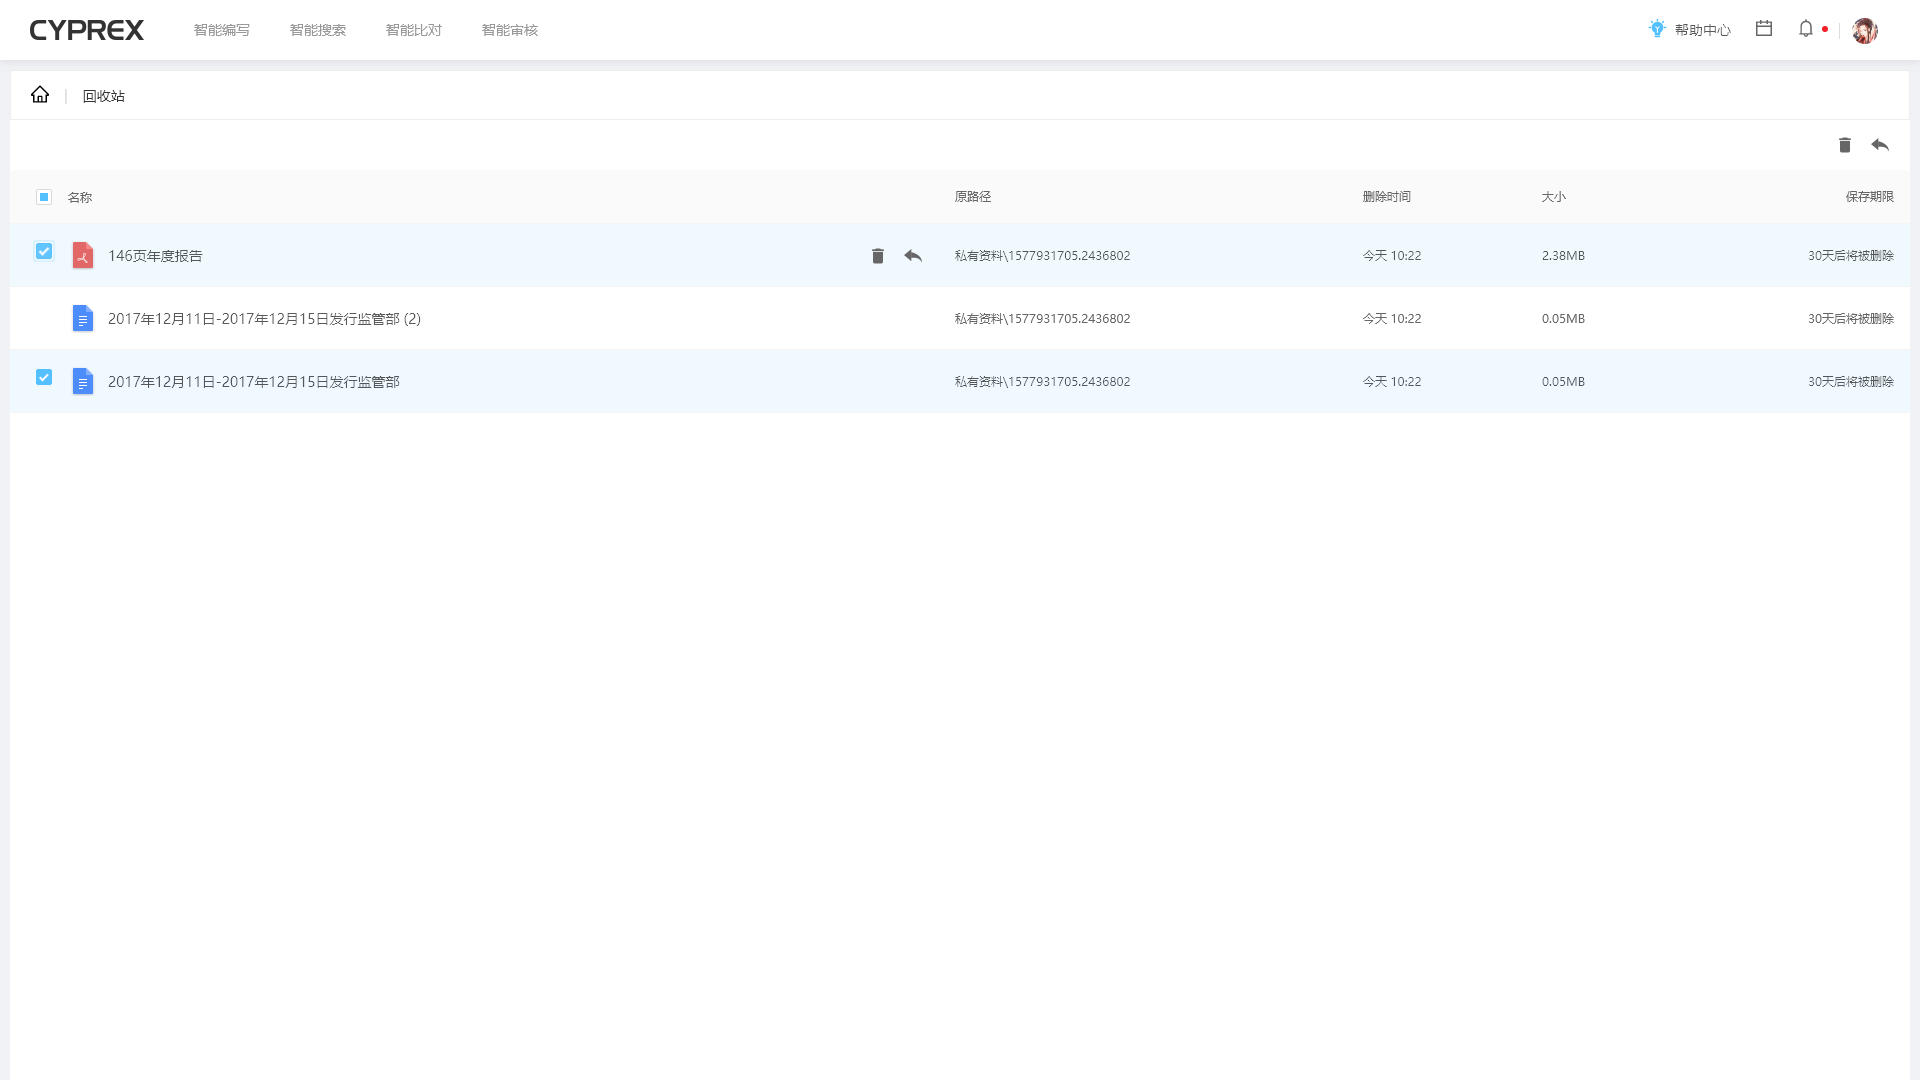 CYPREX 智能编写 智能搜索 智能比对 智能审核 帮助中心
回收站
名称 原路径 删除时间 大小 保存期限
146页年度报告 私有资料\1577931705.2436802 今天 10:22 2.38MB 30天后将被删除
2017年12月11日-2017年12月15日发行监管部 (2) 私有资料\1577931705.2436802 今天 10:22 0.05MB 30天后将被删除
2017年12月11日-2017年12月15日发行监管部 私有资料\1577931705.2436802 今天 10:22 0.05MB 30天后将被删除